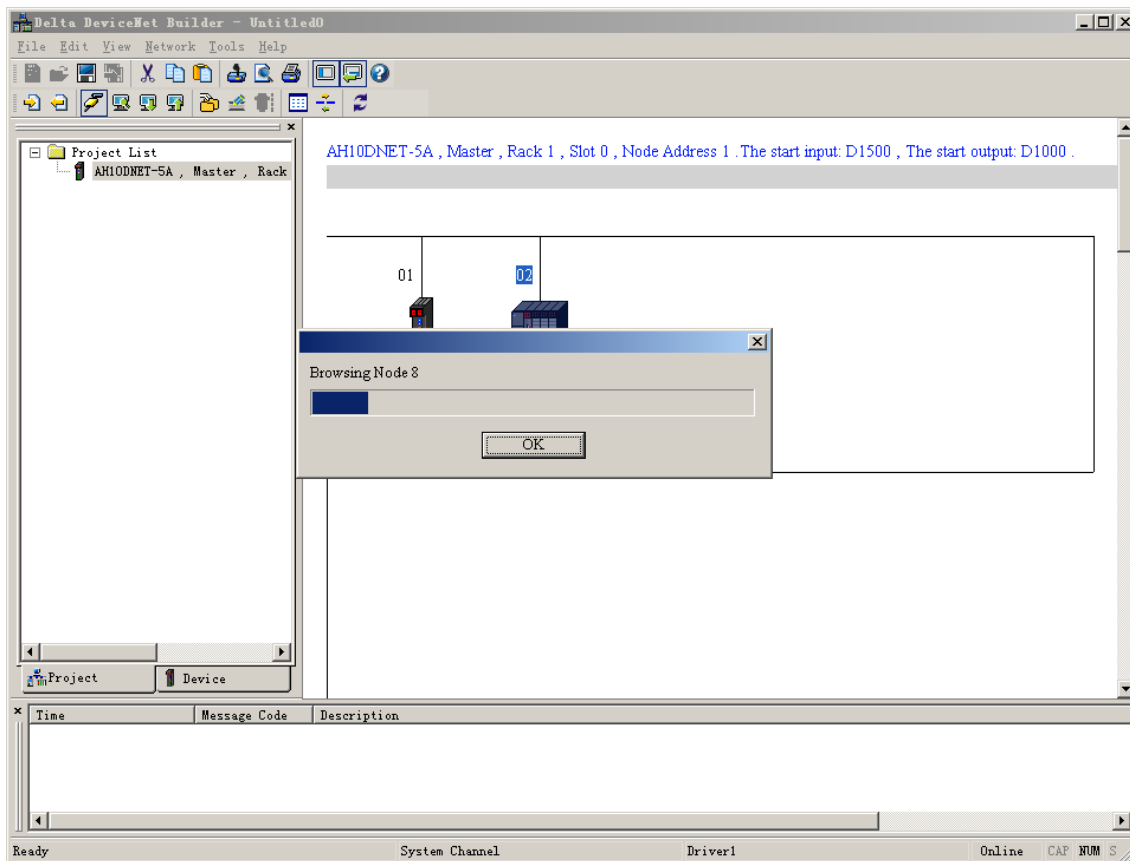 Delta DeviceNet Builder - Untitled0
File Edit View Network Tools Help
Project List
AH10DNET-5A , Master , Rack
AH10DNET-5A , Master , Rack 1 , Slot 0 , Node Address 1 .The start input: D1500 , The start output: D1000 .
01
02
Browsing Node 8
OK
Project
Device
Time Message Code Description
Ready System Channel Driver1 Online CAP NUM S